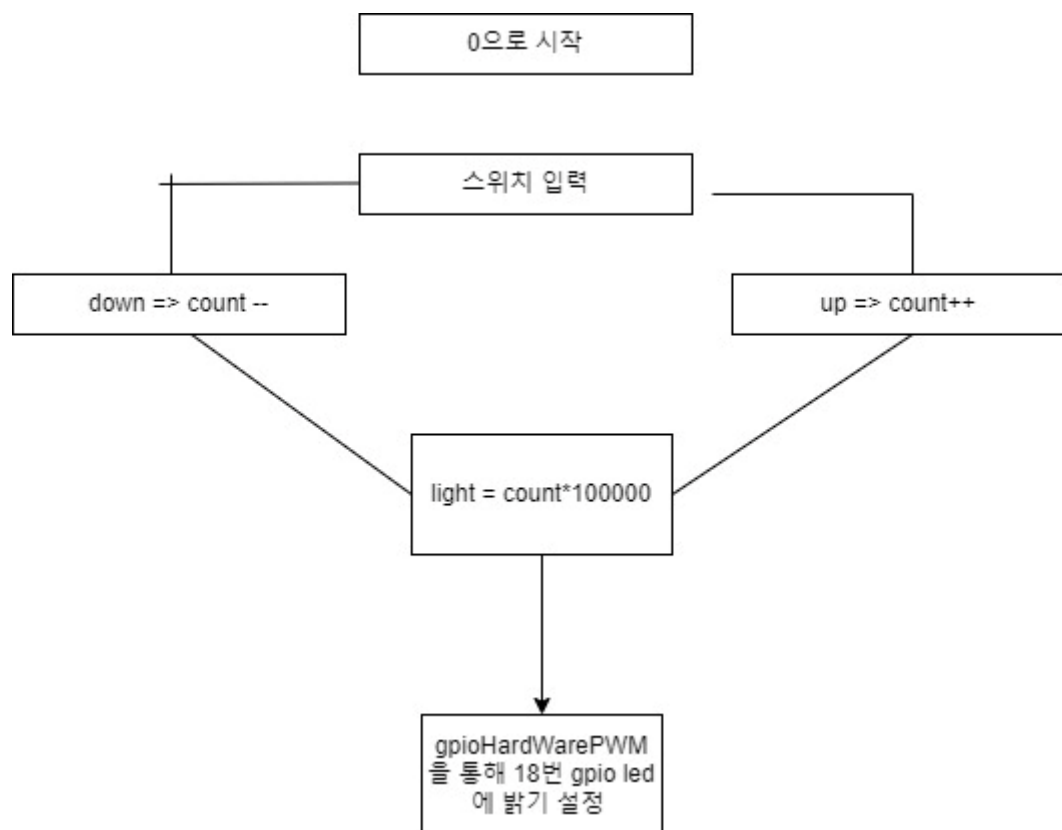 0으로 시작
스위치 입력
down => count --
up => count++
light = count*100000
gpioHardWarePWM
을 통해 18번 gpio led
에 밝기 설정